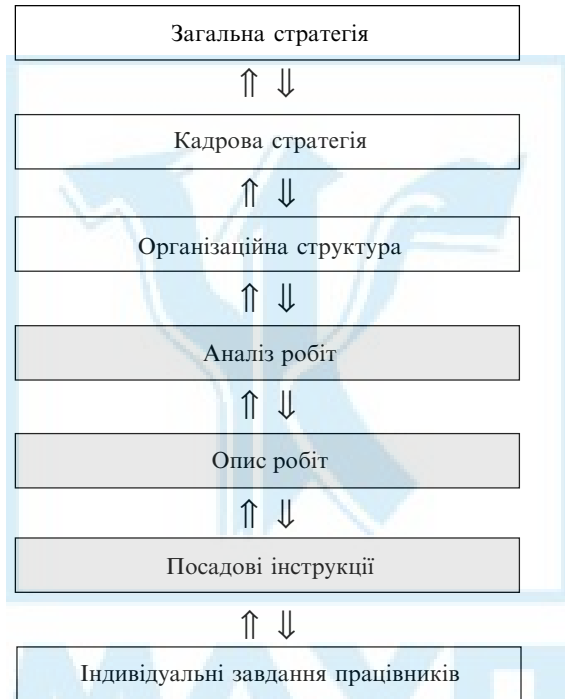 Загальна стратегія
⇑ ⇓
Кадрова стратегія
⇑ ⇓
Організаційна структура
⇑ ⇓
Аналіз робіт
⇑ ⇓
Опис робіт
⇑ ⇓
Посадові інструкції
⇑ ⇓
Індивідуальні завдання працівників